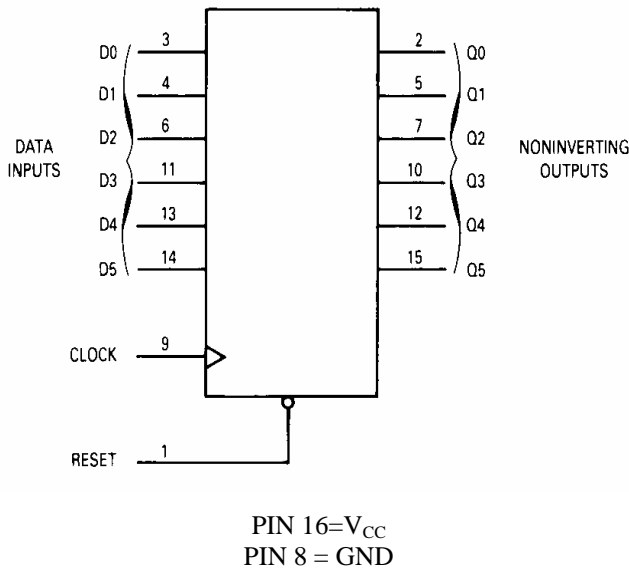 D0 3 2 Q0
D1 4 5 Q1
D2 6 7 Q2
DATA INPUTS
NONINVERTING OUTPUTS
D3 11 10 Q3
D4 13 12 Q4
D5 14 15 Q5
CLOCK 9
RESET 1
PIN 16=VCC
PIN 8 = GND